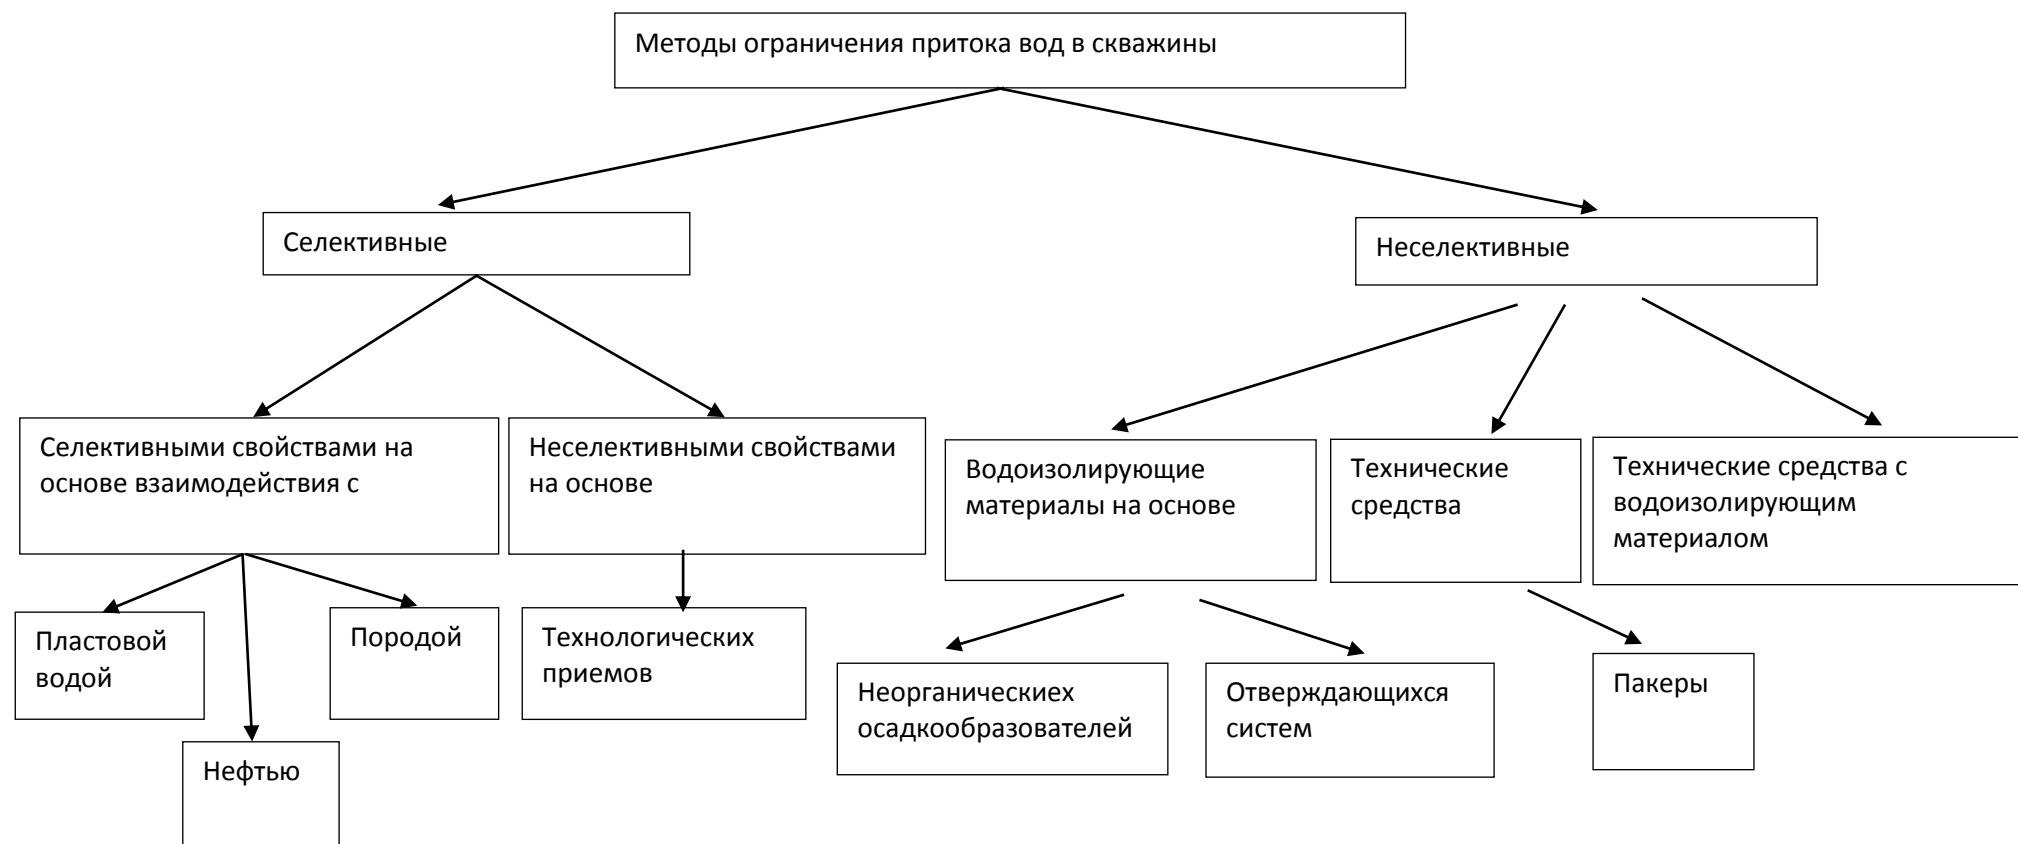 Методы ограничения притока вод в скважины
Селективные
Неселективные
Селективными свойствами на
основе взаимодействия с
Неселективными свойствами
на основе
Водоизолирующие
материалы на основе
Технические
средства
Технические средства с
водоизолирующим
материалом
Пластовой
водой
Породой
Технологических
приемов
Неорганическиех
осадкообразователей
Отверждающихся
систем
Пакеры
Нефтью